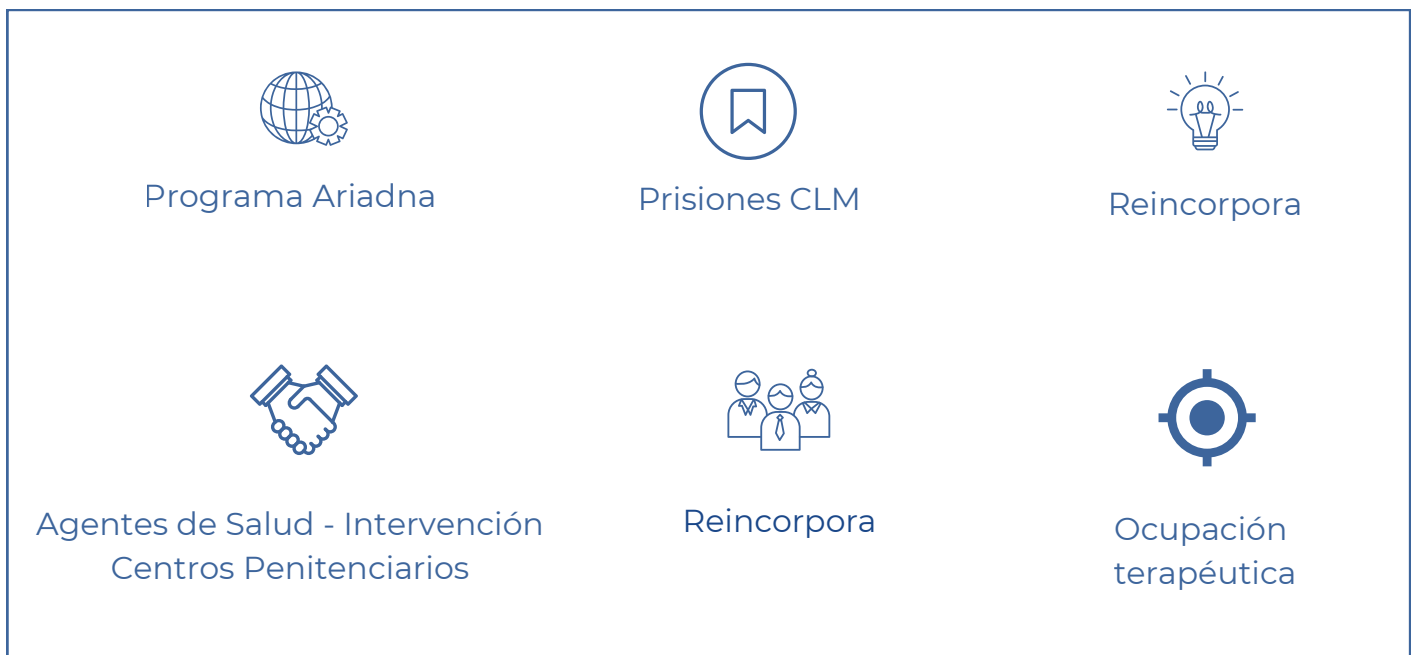 Programa Ariadna
Prisiones CLM
Reincorpora
Agentes de Salud - Intervención
Centros Penitenciarios
Reincorpora
Ocupación
terapéutica